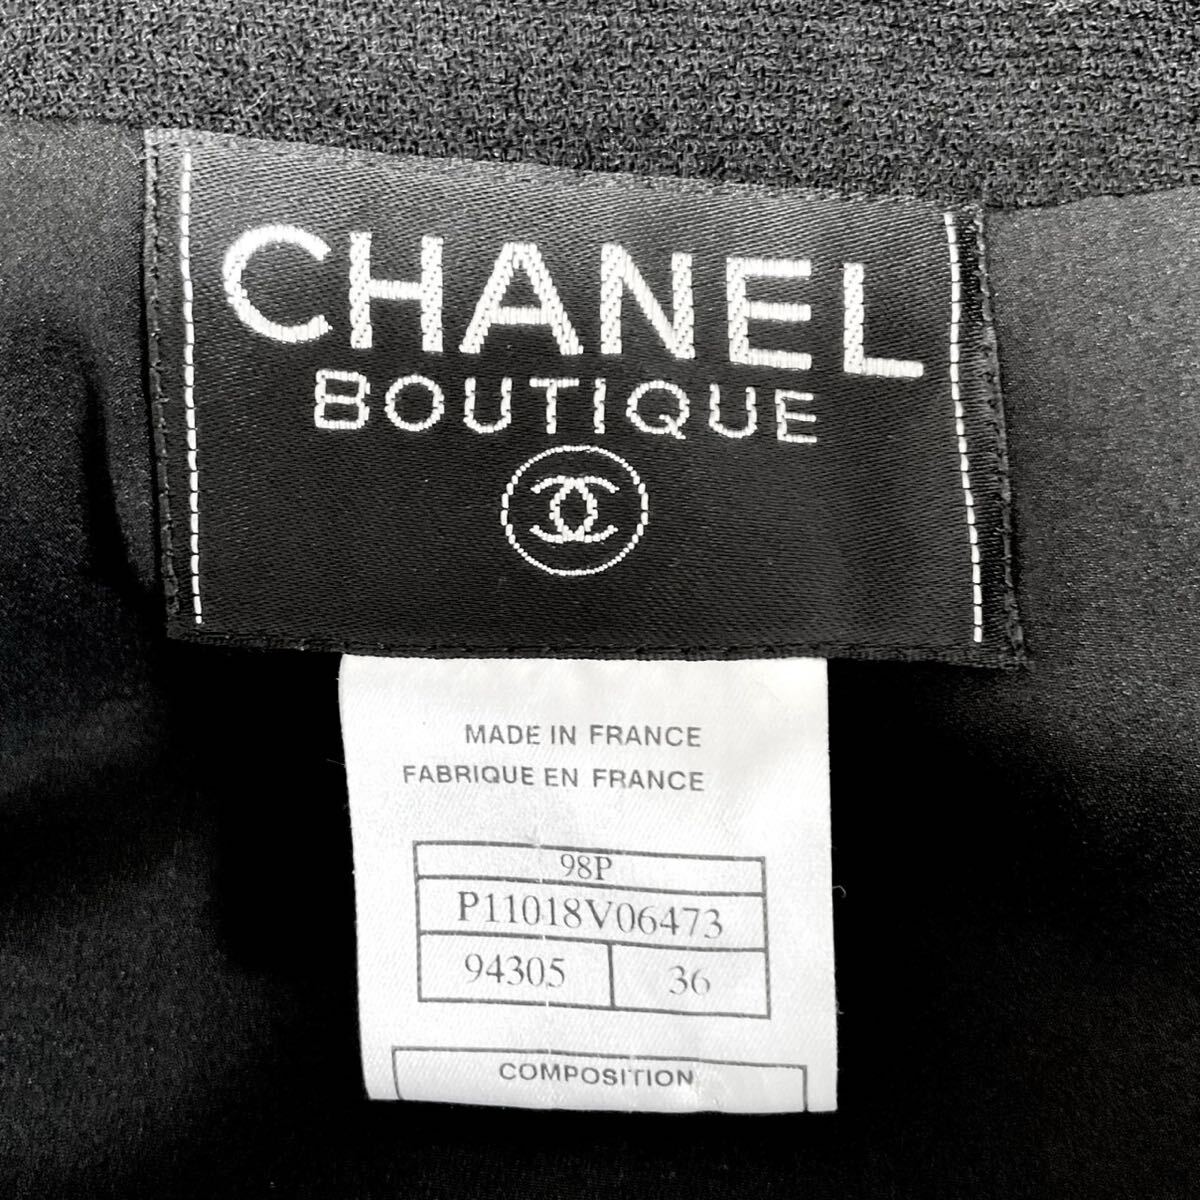 CHANEL
BOUTIQUE
MADE IN FRANCE
FABRIQUE EN FRANCE
98P
P11018V06473
94305 36
COMPOSITION